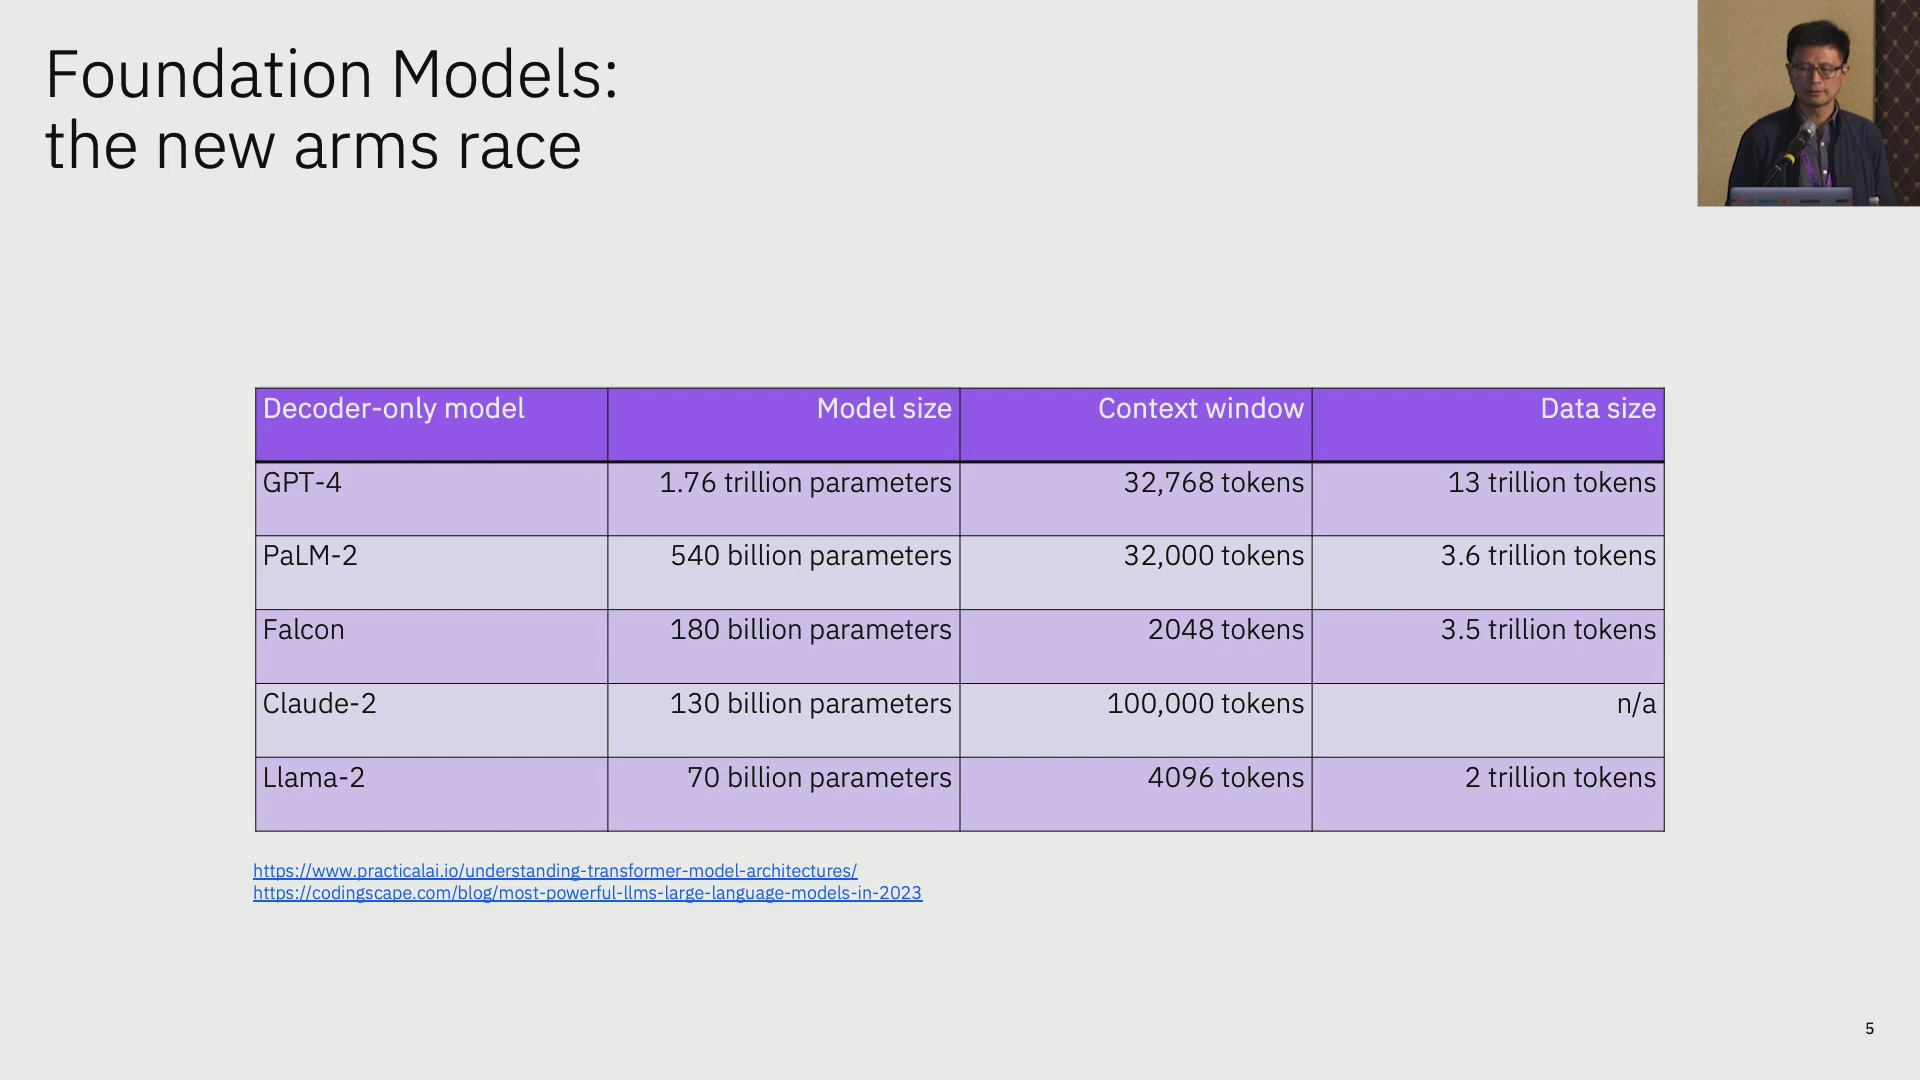 Foundation Models:
the new arms race
Decoder-only model Model size Context window Data size
GPT-4 1.76 trillion parameters 32,768 tokens 13 trillion tokens
PaLM-2 540 billion parameters 32,000 tokens 3.6 trillion tokens
Falcon 180 billion parameters 2048 tokens 3.5 trillion tokens
Claude-2 130 billion parameters 100,000 tokens n/a
Llama-2 70 billion parameters 4096 tokens 2 trillion tokens
https://www.practicalai.io/understanding-transformer-model-architectures/
https://codingscape.com/blog/most-powerful-llms-large-language-models-in-2023
5